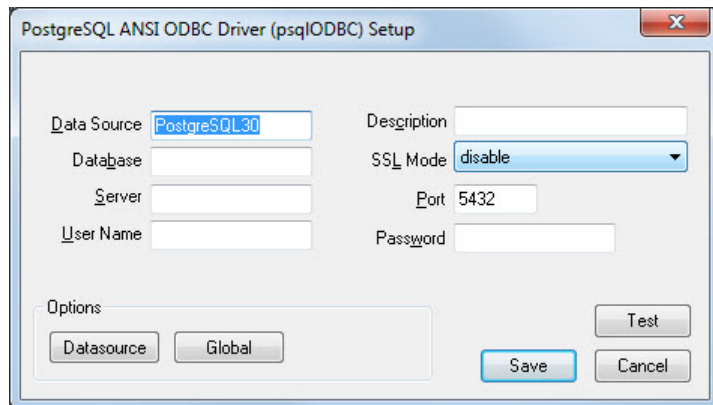 PostgreSQL ANSI ODBC Driver (psqlODBC) Setup
Data Source PostgreSQL30 Description
Database SSL Mode disable
Server Port 5432
User Name Password
Options
Datasource Global
Test
Save Cancel